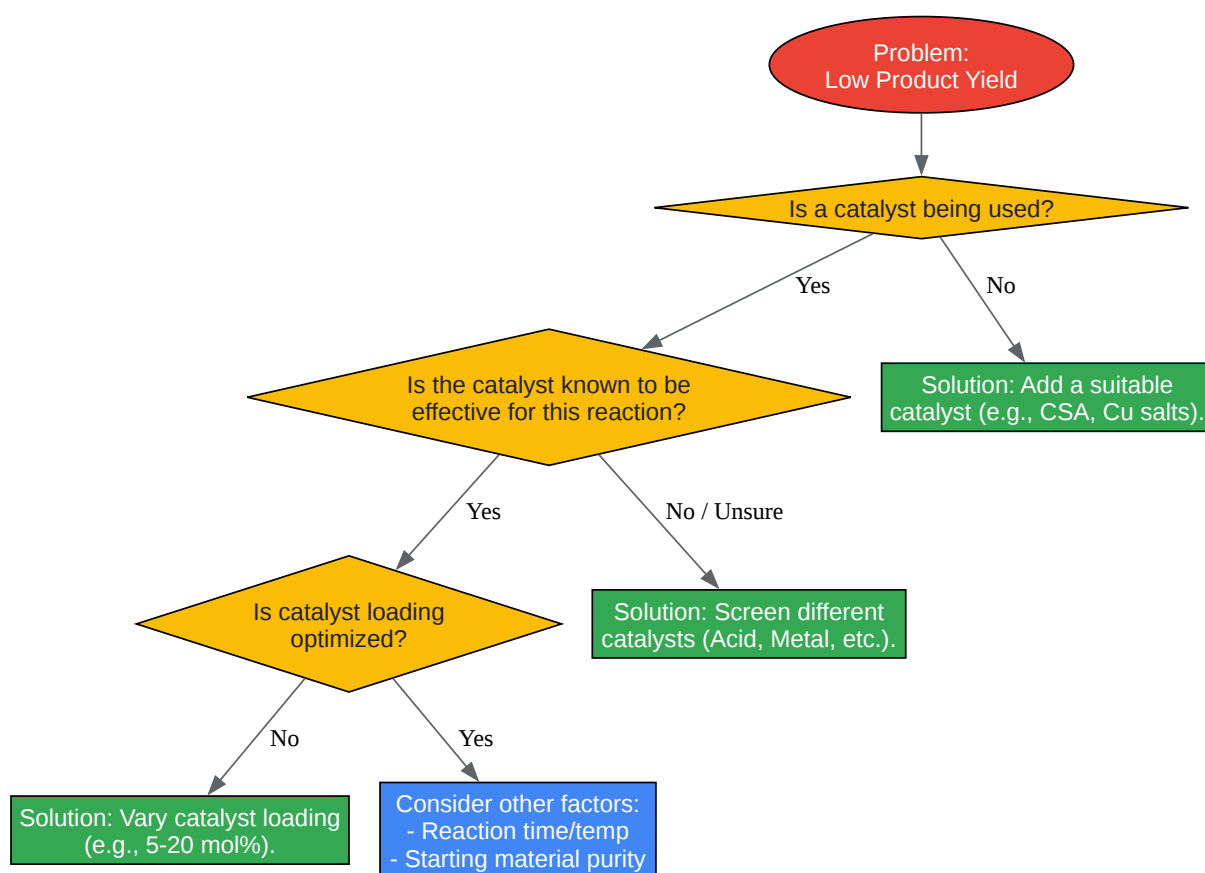 Problem:
Low Product Yield
Is a catalyst being used?
Yes
No
Is the catalyst known to be
effective for this reaction?
Solution: Add a suitable
catalyst (e.g., CSA, Cu salts).
Yes
No / Unsure
Is catalyst loading
optimized?
Solution: Screen different
catalysts (Acid, Metal, etc.).
No
Yes
Solution: Vary catalyst loading
(e.g., 5-20 mol%).
Consider other factors:
- Reaction time/temp
- Starting material purity